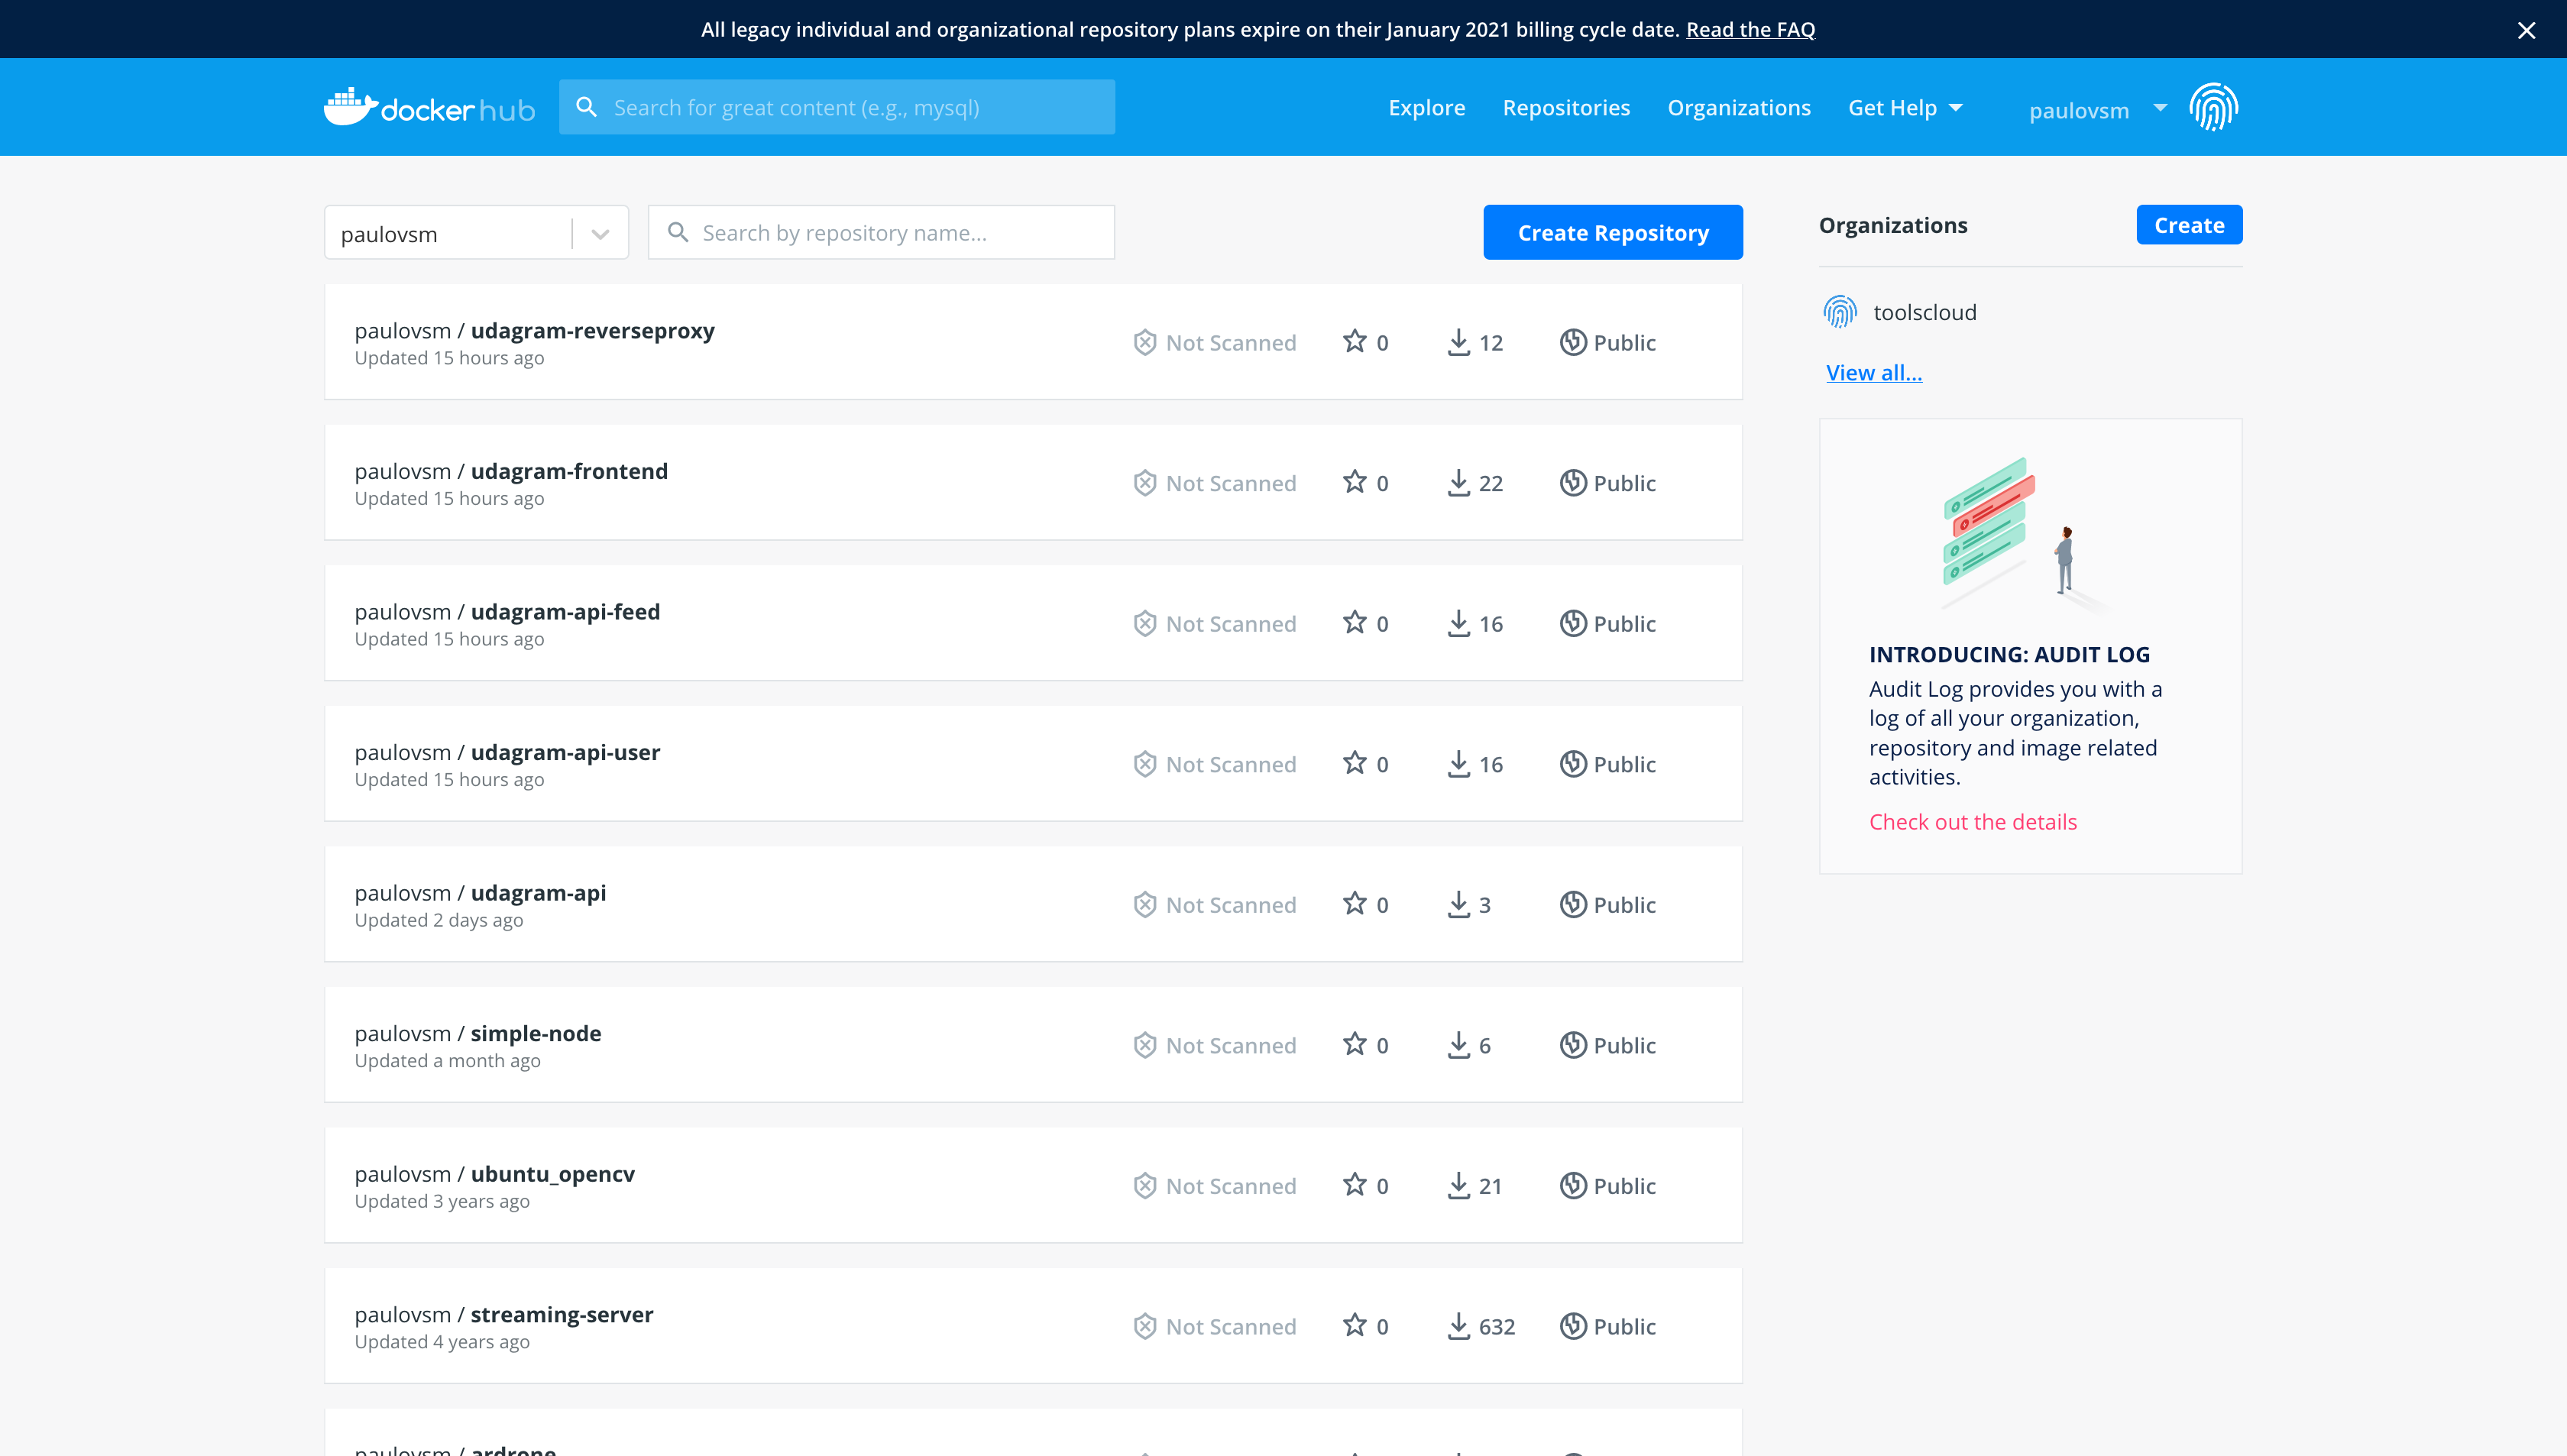 All legacy individual and organizational repository plans expire on their January 2021 billing cycle date. Read the FAQ
docker hub
Search for great content (e.g., mysql)
Explore
Repositories
Organizations
Get Help
paulovsm
paulovsm
Search by repository name...
Create Repository
paulovsm / udagram-reverseproxy
Updated 15 hours ago
Not Scanned
0
12
Public
paulovsm / udagram-frontend
Updated 15 hours ago
Not Scanned
0
22
Public
paulovsm / udagram-api-feed
Updated 15 hours ago
Not Scanned
0
16
Public
paulovsm / udagram-api-user
Updated 15 hours ago
Not Scanned
0
16
Public
paulovsm / udagram-api
Updated 2 days ago
Not Scanned
0
3
Public
paulovsm / simple-node
Updated a month ago
Not Scanned
0
6
Public
paulovsm / ubuntu_opencv
Updated 3 years ago
Not Scanned
0
21
Public
paulovsm / streaming-server
Updated 4 years ago
Not Scanned
0
632
Public
paulovsm / ardrone
Organizations
Create
toolscloud
View all...
INTRODUCING: AUDIT LOG
Audit Log provides you with a
log of all your organization,
repository and image related
activities.
Check out the details